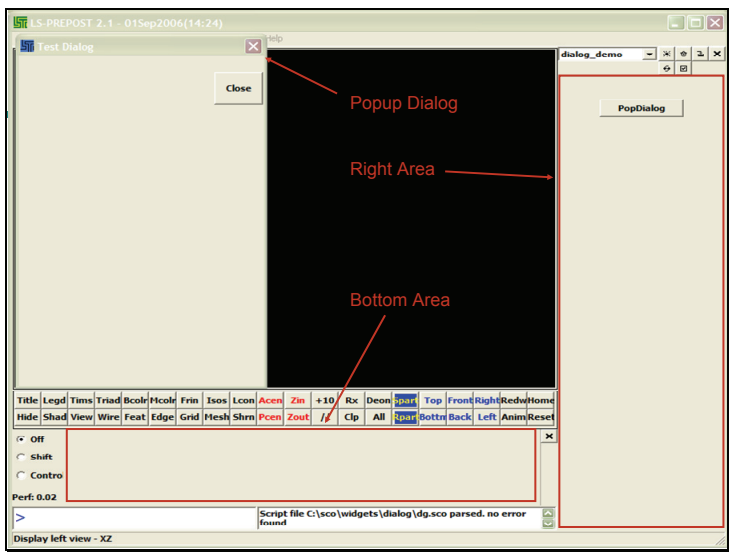 LS-PREPOST 2.1 - 01Sep2006(14:24)
Help
Test Dialog
dialog_demo
Close
Popup Dialog
PopDialog
Right Area
Bottom Area
Title Legd Tims Triad Bcolr Mcolr Frin Isos Lcon Acen Zin +10 Rx Deon Spart Top Front Right Redw Home
Hide Shad View Wire Feat Edge Grid Mesh Shrn Pcen Zout Clp All Rpart Bottm Back Left Anim Reset
Off
Shift
Contro
Perf: 0.02
>
Script file C:\sco\widgets\dialog\dg.sco parsed. no error
found
Display left view - XZ